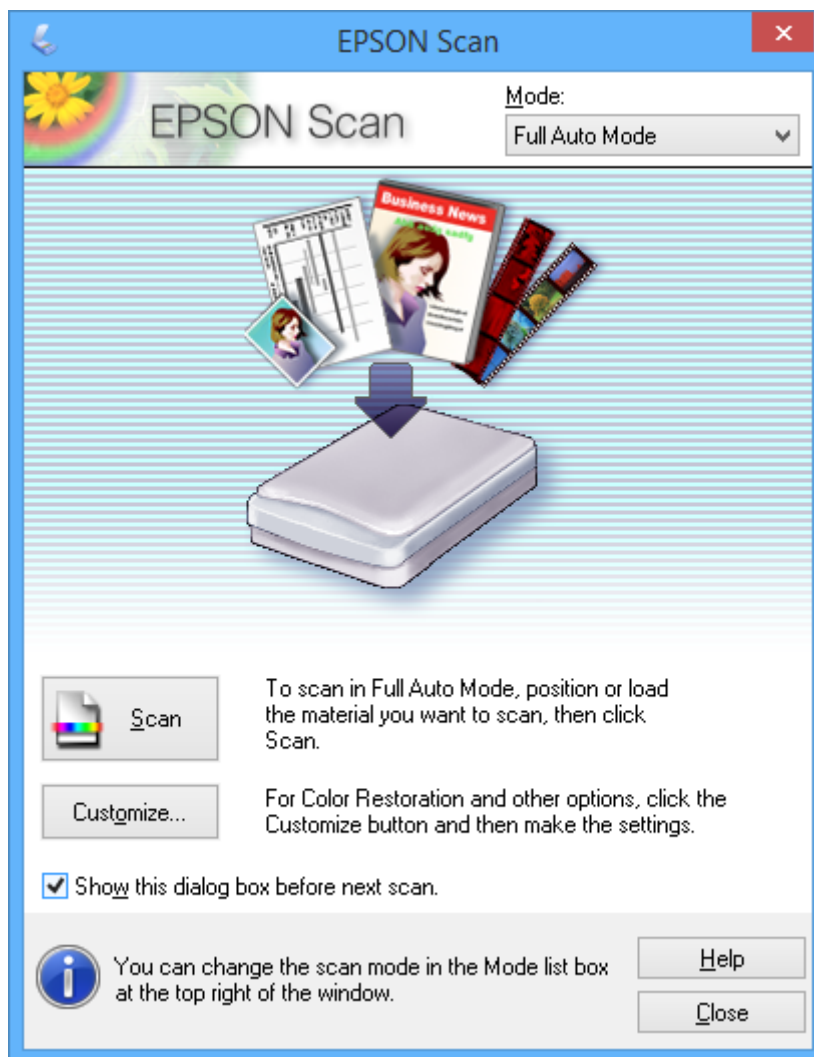 EPSON Scan
EPSON Scan
Mode:
Full Auto Mode
Business News
Scan
To scan in Full Auto Mode, position or load
the material you want to scan, then click
Scan.
Customize...
For Color Restoration and other options, click the
Customize button and then make the settings.
Show this dialog box before next scan.
You can change the scan mode in the Mode list box
at the top right of the window.
Help
Close